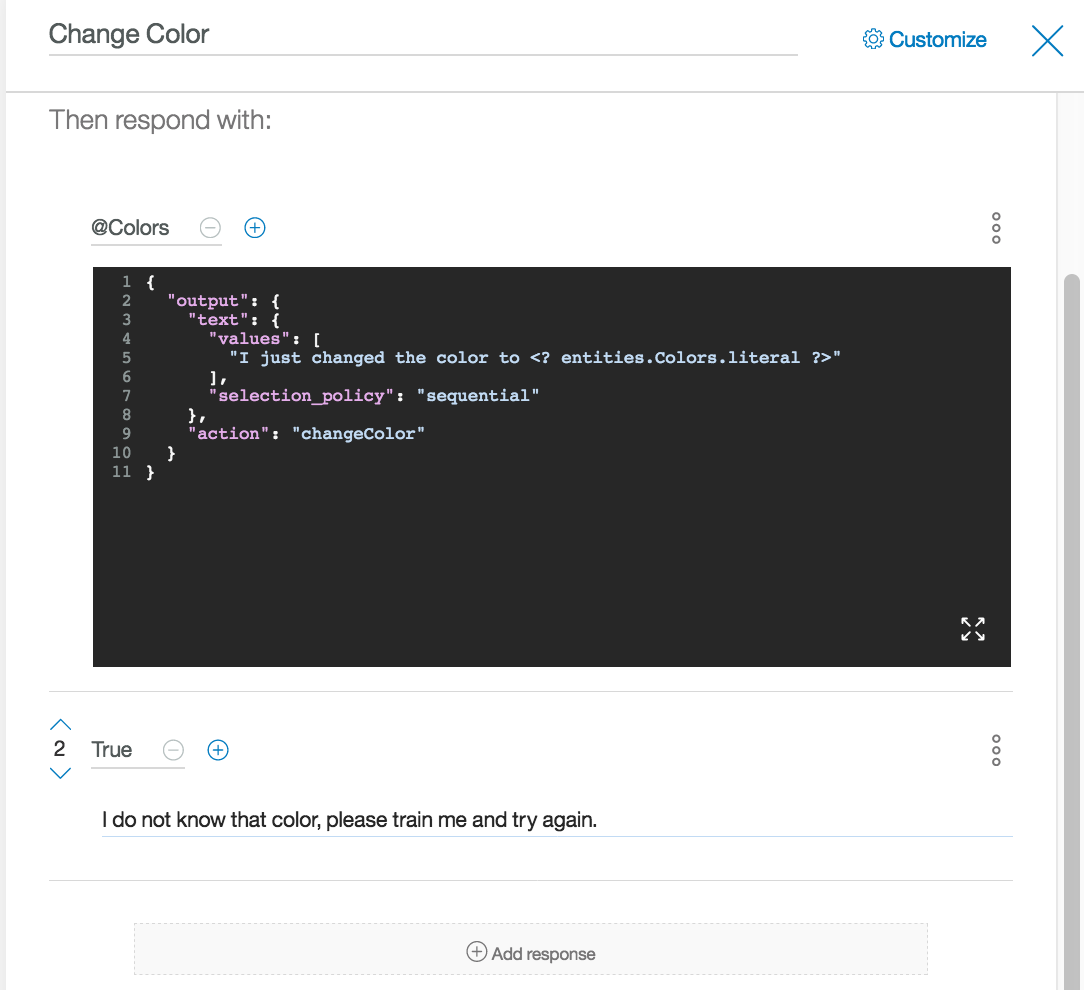 Change Color
Customize
Then respond with:
@Colors
1 {
2 "output": {
3 "text": {
4 "values": [
5 "I just changed the color to <? entities.Colors.literal ?>"
6 ],
7 "selection_policy": "sequential"
8 },
9 "action": "changeColor"
10 }
11 }
2 True
I do not know that color, please train me and try again.
Add response